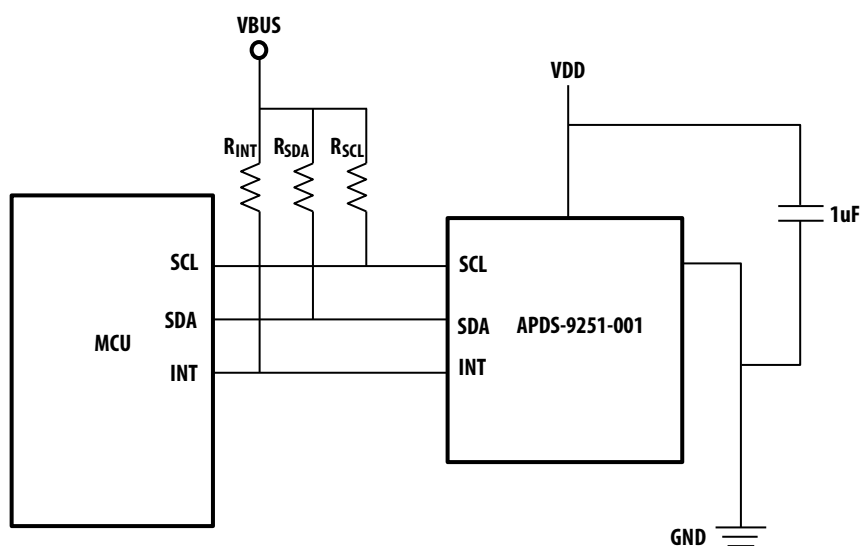 VBUS
VDD
RINT
RSDA
RSCL
1uF
SCL
SCL
SDA
SDA
MCU
APDS-9251-001
INT
INT
GND